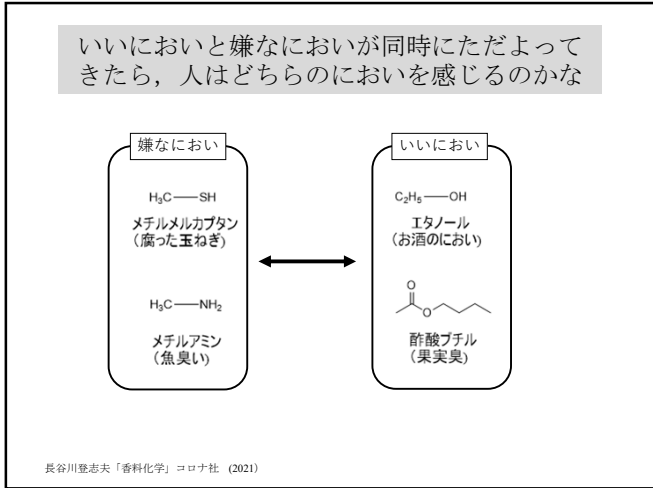 いいにおいと嫌なにおいが同時にただよって
きたら，人はどちらのにおいを感じるのかな
嫌なにおい
H₃C―SH
メチルメルカプタン
(腐った玉ねぎ)
H₃C―NH₂
メチルアミン
(魚臭い)
いいにおい
C₂H₅―OH
エタノール
(お酒のにおい)
O
O
酢酸ブチル
(果実臭)
長谷川登志夫「香料化学」コロナ社 (2021)